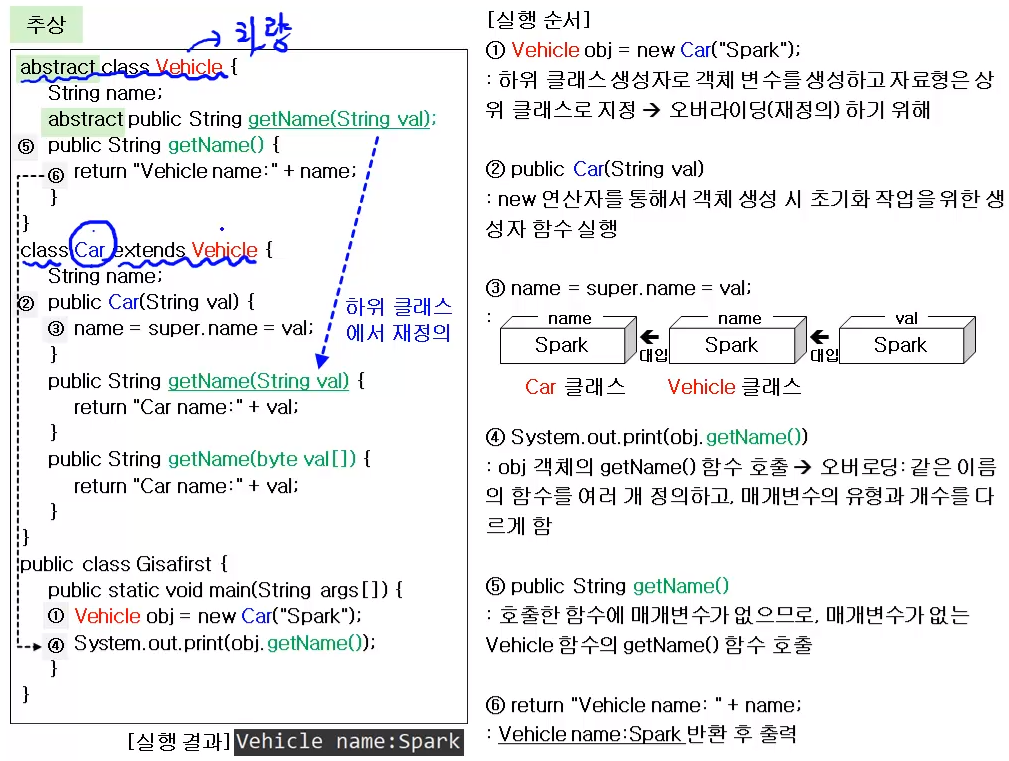 추상
차량
abstract class Vehicle {
String name;
abstract public String getName(String val);
⑤ public String getName() {
⑥ return "Vehicle name:" + name;
}
}
class Car extends Vehicle {
String name;
② public Car(String val) {
③ name = super.name = val;
}
하위 클래스
에서 재정의
public String getName(String val) {
return "Car name:" + val;
}
public String getName(byte val[]) {
return "Car name:" + val;
}
}
public class Gisafirst {
public static void main(String args[]) {
① Vehicle obj = new Car("Spark");
④ System.out.print(obj.getName());
}
}
[실행 결과] Vehicle name:Spark
[실행 순서]
① Vehicle obj = new Car("Spark");
: 하위 클래스 생성자로 객체 변수를 생성하고 자료형은 상
위 클래스로 지정 → 오버라이딩(재정의) 하기 위해
② public Car(String val)
: new 연산자를 통해서 객체 생성 시 초기화 작업을 위한 생
성자 함수 실행
③ name = super.name = val;
: name name val
Spark 대입 Spark 대입 Spark
Car 클래스 Vehicle 클래스
④ System.out.print(obj.getName())
: obj 객체의 getName() 함수 호출 → 오버로딩: 같은 이름
의 함수를 여러 개 정의하고, 매개변수의 유형과 개수를 다
르게 함
⑤ public String getName()
: 호출한 함수에 매개변수가 없으므로, 매개변수가 없는
Vehicle 함수의 getName() 함수 호출
⑥ return "Vehicle name: " + name;
: Vehicle name:Spark 반환 후 출력